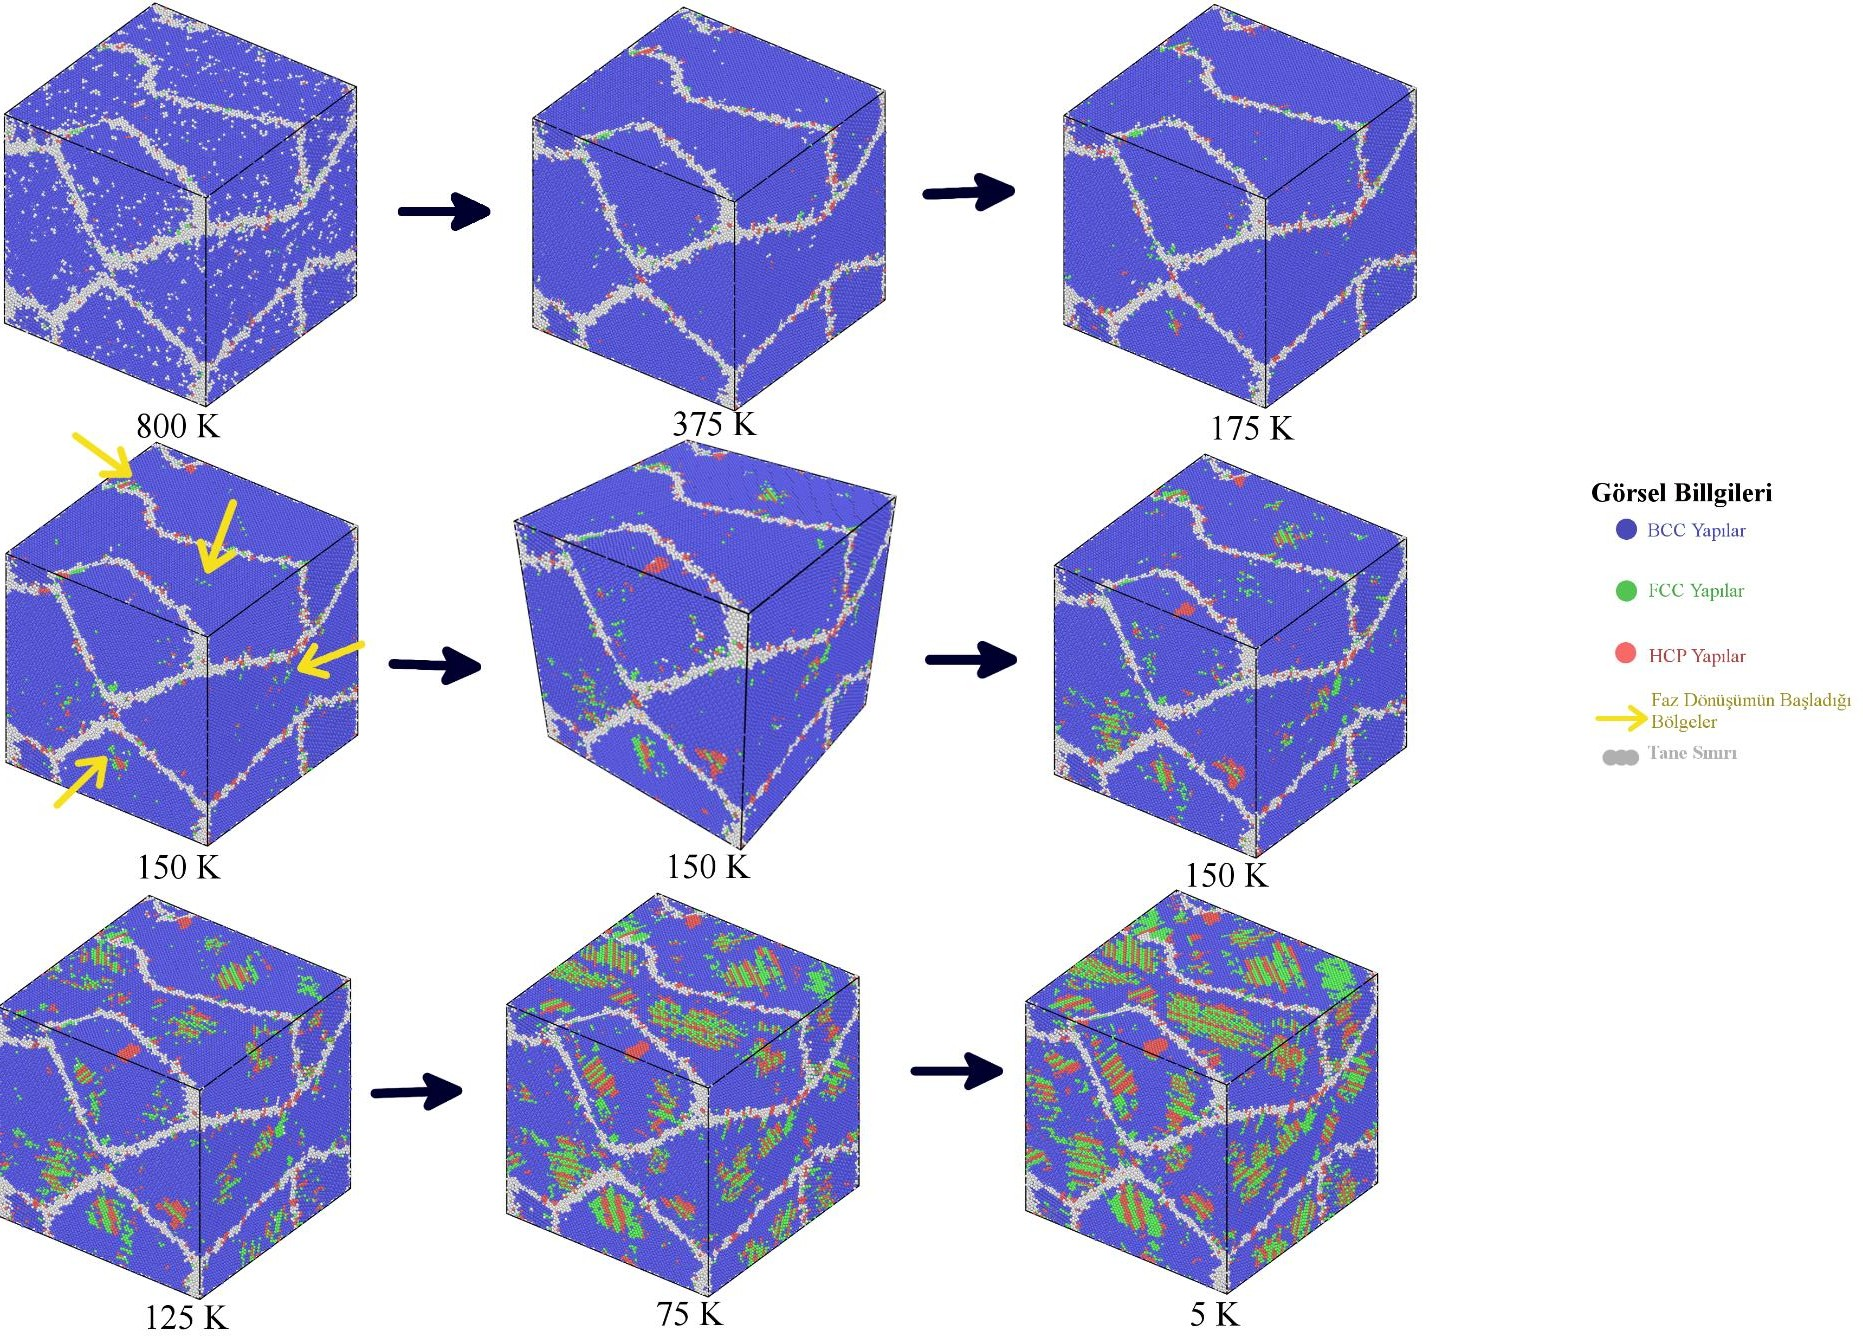 800 K
375 K
175 K
150 K
150 K
150 K
125 K
75 K
5 K
Görsel Billgileri
BCC Yapılar
FCC Yapılar
HCP Yapılar
Faz Dönüşümün Başladığı
Bölgeler
Tane Sınırı